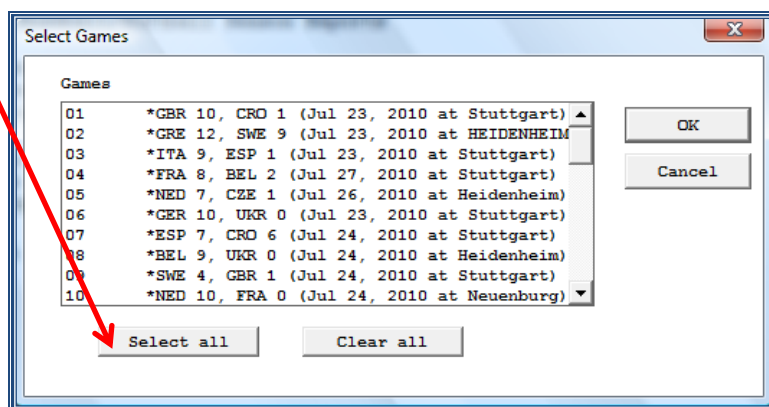 Select Games
X
Games
01 *GBR 10, CRO 1 (Jul 23, 2010 at Stuttgart)
02 *GRE 12, SWE 9 (Jul 23, 2010 at HEIDENHEIM
03 *ITA 9, ESP 1 (Jul 23, 2010 at Stuttgart)
04 *FRA 8, BEL 2 (Jul 27, 2010 at Stuttgart)
05 *NED 7, CZE 1 (Jul 26, 2010 at Heidenheim)
06 *GER 10, UKR 0 (Jul 23, 2010 at Stuttgart)
07 *ESP 7, CRO 6 (Jul 24, 2010 at Stuttgart)
08 *BEL 9, UKR 0 (Jul 24, 2010 at Heidenheim)
09 *SWE 4, GBR 1 (Jul 24, 2010 at Stuttgart)
10 *NED 10, FRA 0 (Jul 24, 2010 at Neuenburg)
OK
Cancel
Select all
Clear all